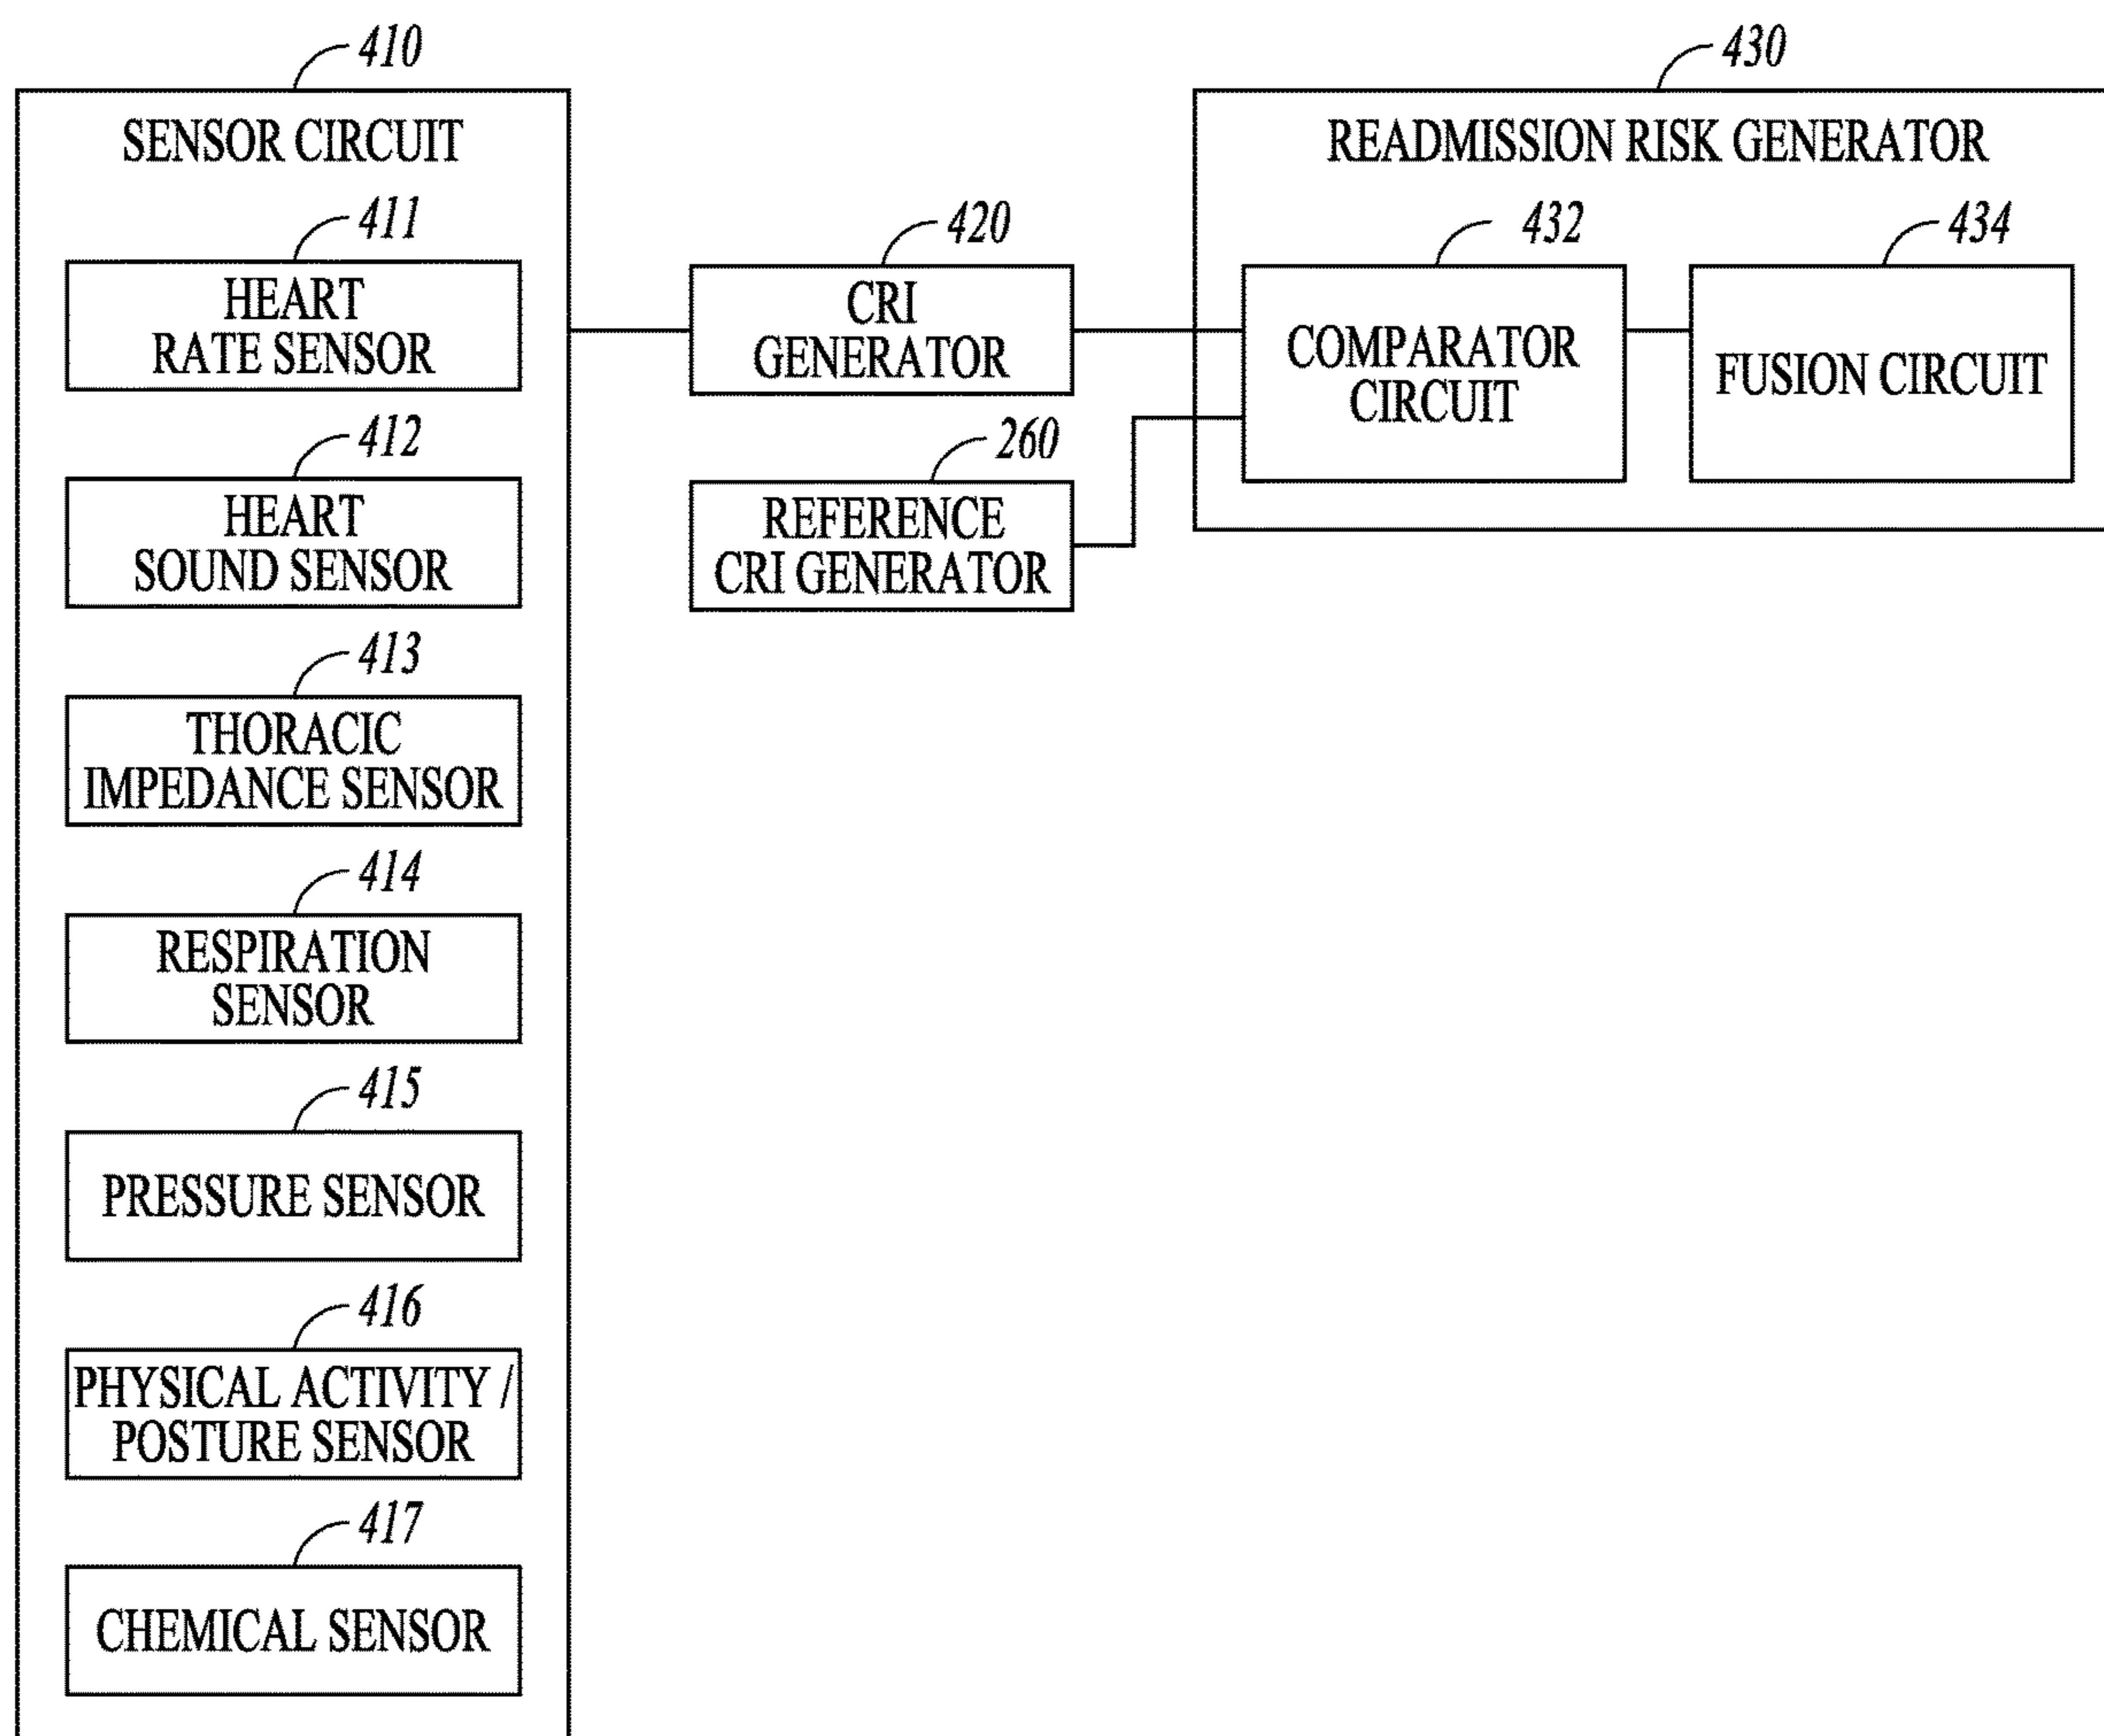 410
SENSOR CIRCUIT
411
HEART
RATE SENSOR
412
HEART
SOUND SENSOR
413
THORACIC
IMPEDANCE SENSOR
414
RESPIRATION
SENSOR
415
PRESSURE SENSOR
416
PHYSICAL ACTIVITY /
POSTURE SENSOR
417
CHEMICAL SENSOR
420
CRI
GENERATOR
260
REFERENCE
CRI GENERATOR
430
READMISSION RISK GENERATOR
432
COMPARATOR
CIRCUIT
434
FUSION CIRCUIT